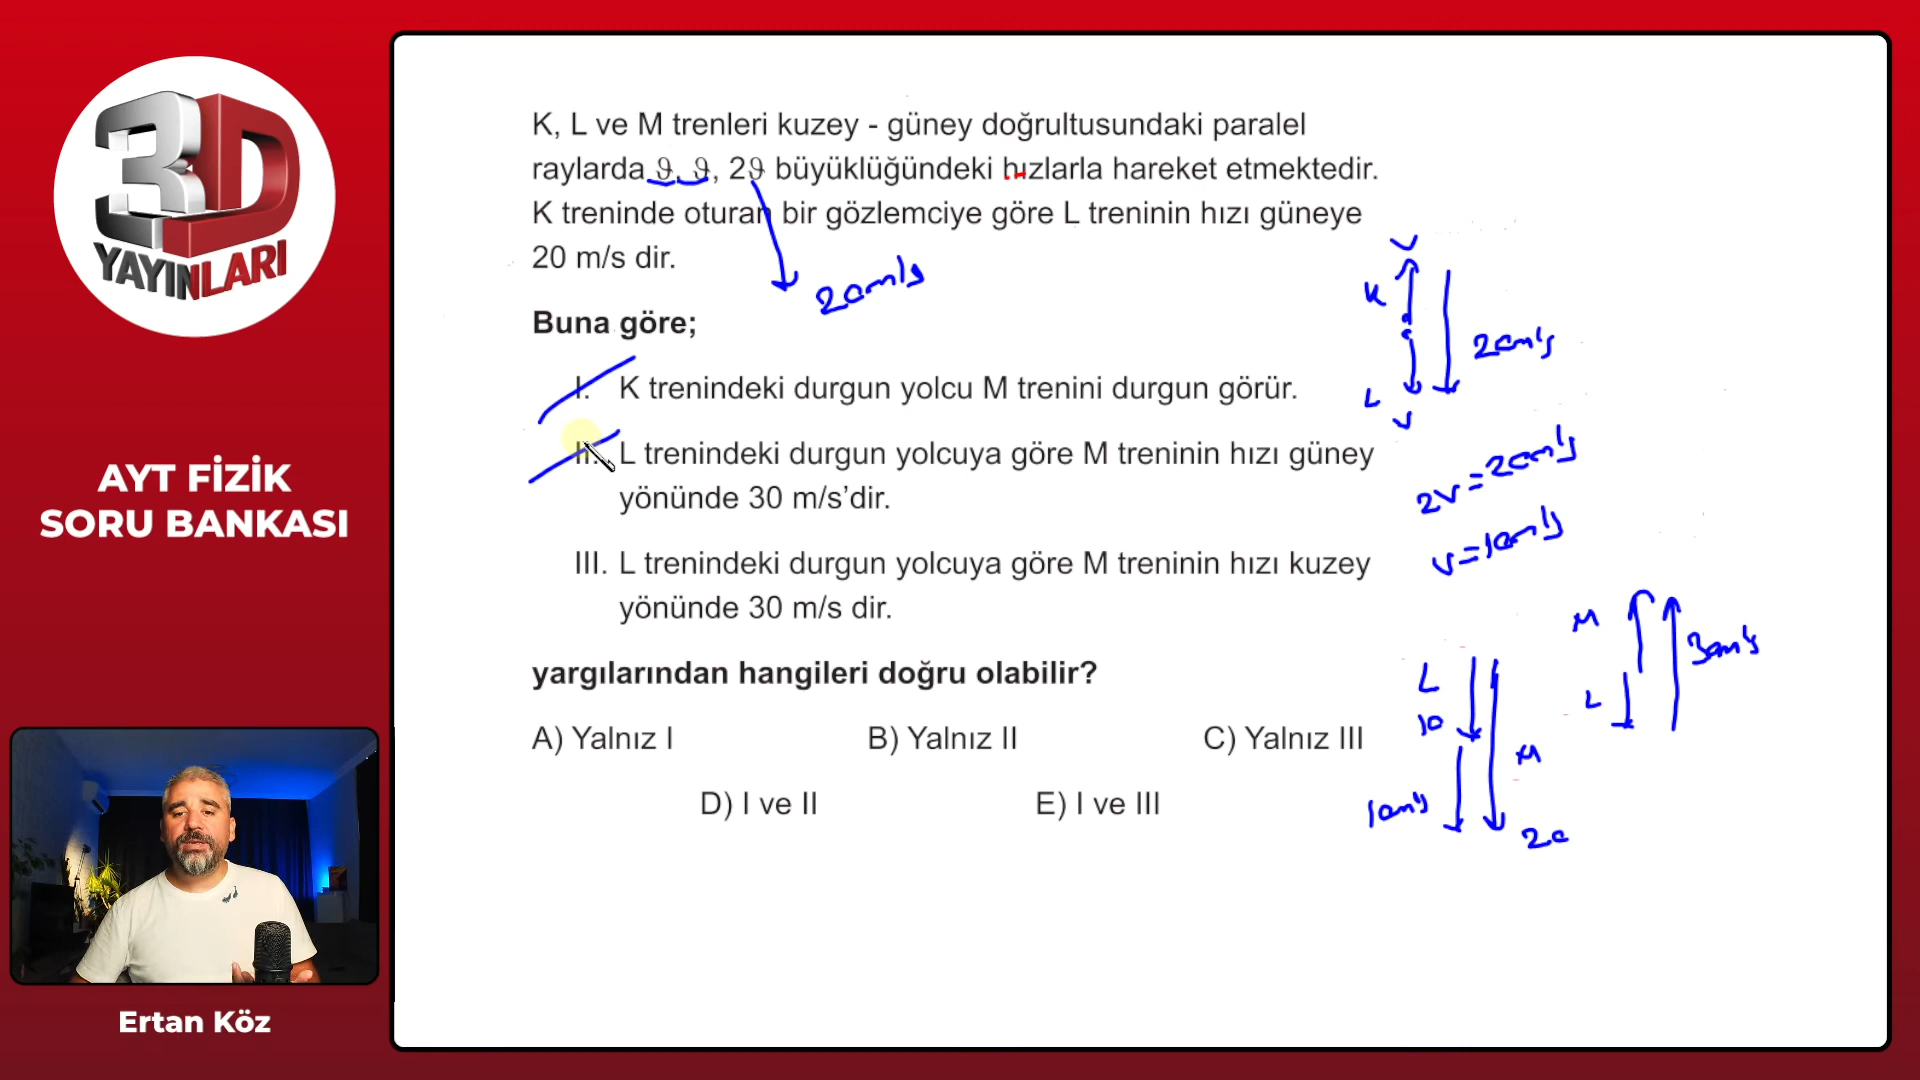 3D
YAYINLARI
AYT FİZİK
SORU BANKASI
Ertan Köz
K, L ve M trenleri kuzey - güney doğrultusundaki paralel
raylarda ϑ, ϑ, 2ϑ büyüklüğündeki hızlarla hareket etmektedir.
K treninde oturan bir gözlemciye göre L treninin hızı güneye
20 m/s dir.
20m/s
Buna göre;
I. K trenindeki durgun yolcu M trenini durgun görür.
II. L trenindeki durgun yolcuya göre M treninin hızı güney
yönünde 30 m/s’dir.
III. L trenindeki durgun yolcuya göre M treninin hızı kuzey
yönünde 30 m/s dir.
yargılarından hangileri doğru olabilir?
A) Yalnız I B) Yalnız II C) Yalnız III
D) I ve II E) I ve III
V
K
20m/s
L
V
2V=20m/s
V=10m/s
M
30m/s
L
L
10
M
10m/s
20